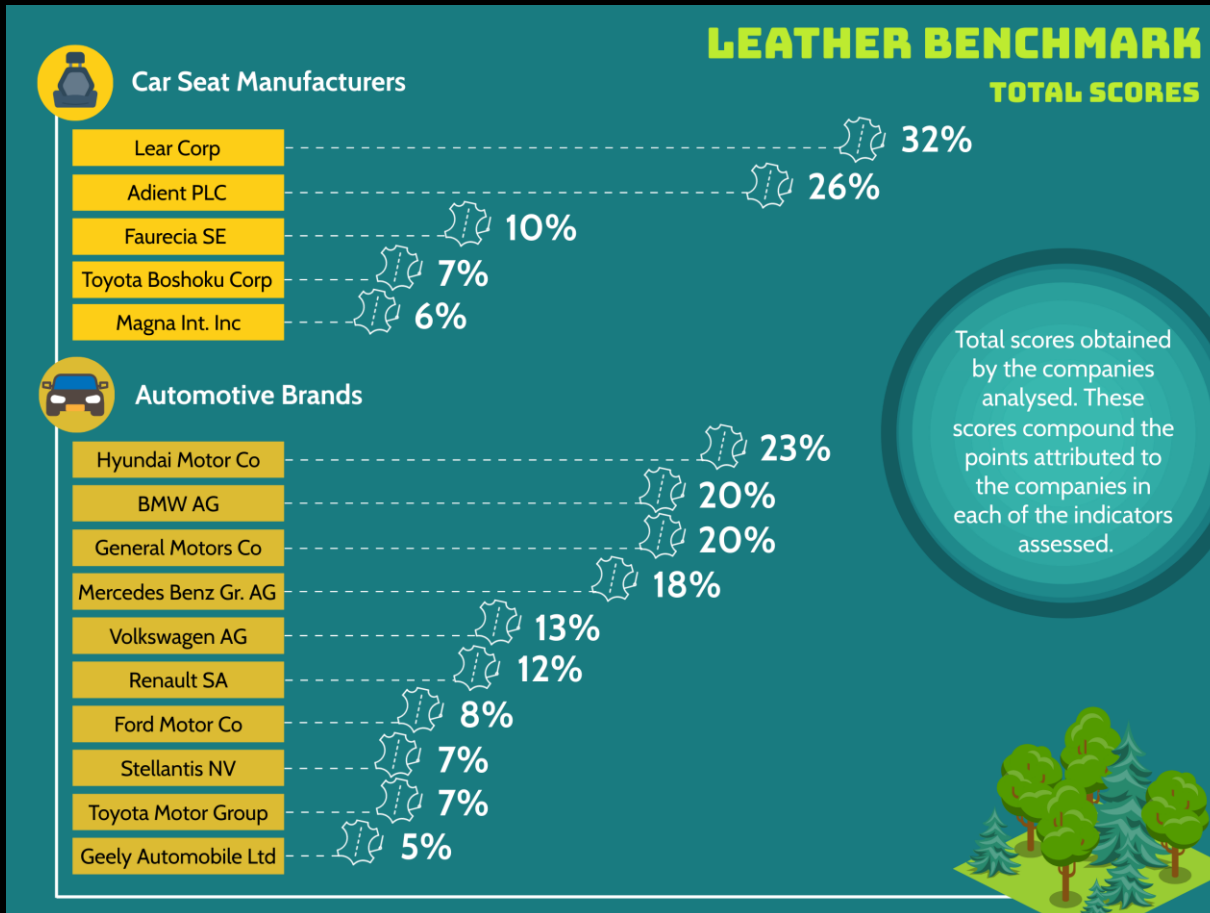 LEATHER BENCHMARK
TOTAL SCORES
Car Seat Manufacturers
Lear Corp 32%
Adient PLC 26%
Faurecia SE 10%
Toyota Boshoku Corp 7%
Magna Int. Inc 6%
Automotive Brands
Hyundai Motor Co 23%
BMW AG 20%
General Motors Co 20%
Mercedes Benz Gr. AG 18%
Volkswagen AG 13%
Renault SA 12%
Ford Motor Co 8%
Stellantis NV 7%
Toyota Motor Group 7%
Geely Automobile Ltd 5%
Total scores obtained
by the companies
analysed. These
scores compound the
points attributed to
the companies in
each of the indicators
assessed.